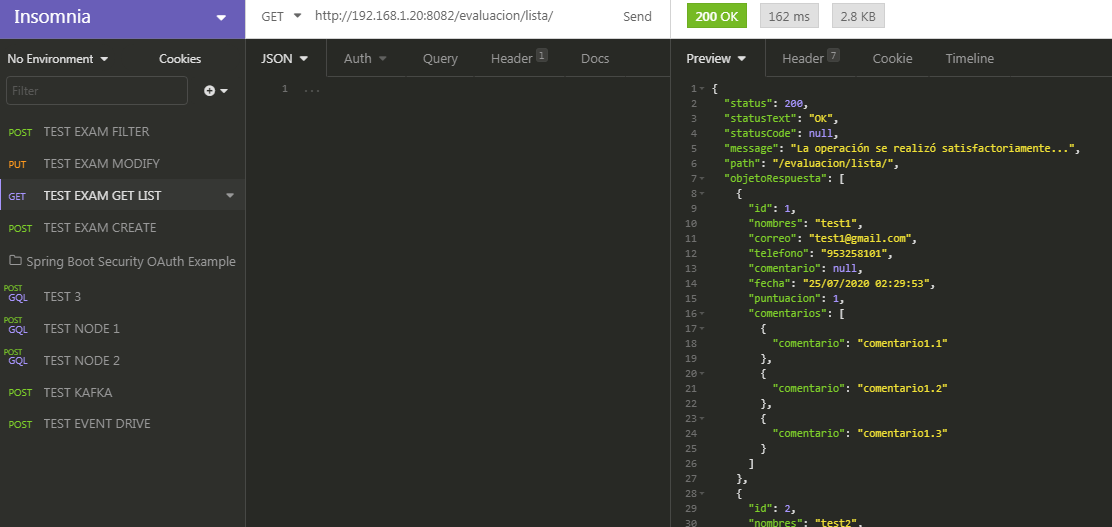 Insomnia
GET http://192.168.1.20:8082/evaluacion/lista/ Send
200 OK 162 ms 2.8 KB
No Environment Cookies
JSON Auth Query Header 1 Docs
Preview Header 7 Cookie Timeline
Filter
POST TEST EXAM FILTER
PUT TEST EXAM MODIFY
GET TEST EXAM GET LIST
POST TEST EXAM CREATE
Spring Boot Security OAuth Example
POST GQL TEST 3
POST GQL TEST NODE 1
POST GQL TEST NODE 2
POST TEST KAFKA
POST TEST EVENT DRIVE
1 ...
1 {
2 "status": 200,
3 "statusText": "OK",
4 "statusCode": null,
5 "message": "La operación se realizó satisfactoriamente...",
6 "path": "/evaluacion/lista/",
7 "objetoRespuesta": [
8 {
9 "id": 1,
10 "nombres": "test1",
11 "correo": "test1@gmail.com",
12 "telefono": "953258101",
13 "comentario": null,
14 "fecha": "25/07/2020 02:29:53",
15 "puntuacion": 1,
16 "comentarios": [
17 {
18 "comentario": "comentario1.1"
19 },
20 {
21 "comentario": "comentario1.2"
22 },
23 {
24 "comentario": "comentario1.3"
25 }
26 ]
27 },
28 {
29 "id": 2,
30 "nombres": "test2",